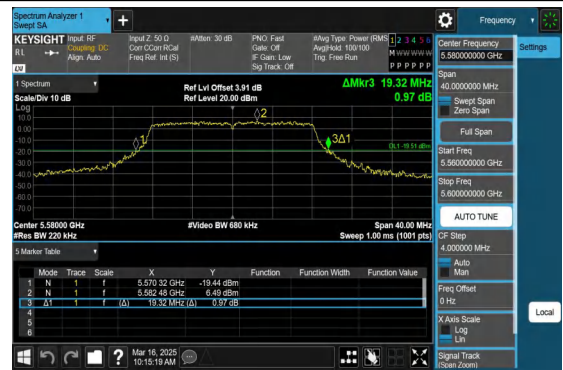 Spectrum Analyzer 1
Swept SA
+
Frequency
KEYSIGHT
RL
Input: RF
Coupling: DC
Align: Auto
Input Z: 50 Ω
Corr CCorr RCal
Freq Ref: Int (S)
#Atten: 30 dB
PNO: Fast
Gate: Off
IF Gain: Low
Sig Track: Off
#Avg Type: Power (RMS
Avg|Hold: 100/100
Trig: Free Run
1 2 3 4 5 6
M W W W W W
P P P P P P
LXI
1 Spectrum
Scale/Div 10 dB
Ref Lvl Offset 3.91 dB
Ref Level 20.00 dBm
ΔMkr3 19.32 MHz
0.97 dB
Log
10.0
0.00
-10.0
-20.0
-30.0
-40.0
-50.0
-60.0
-70.0
1
2
3Δ1
DL1 -19.51 dBm
Center 5.58000 GHz
#Res BW 220 kHz
#Video BW 680 kHz
Span 40.00 MHz
Sweep 1.00 ms (1001 pts)
5 Marker Table
Mode Trace Scale X Y Function Function Width Function Value
1 N 1 f 5.570 32 GHz -19.44 dBm
2 N 1 f 5.582 48 GHz 6.49 dBm
3 Δ1 1 f (Δ) 19.32 MHz (Δ) 0.97 dB
4
5
6
?
Mar 16, 2025
10:15:19 AM
Center Frequency
5.580000000 GHz
Settings
Span
40.0000000 MHz
Swept Span
Zero Span
Full Span
Start Freq
5.560000000 GHz
Stop Freq
5.600000000 GHz
AUTO TUNE
CF Step
4.000000 MHz
Auto
Man
Freq Offset
0 Hz
X Axis Scale
Log
Lin
Local
Signal Track
(Span Zoom)